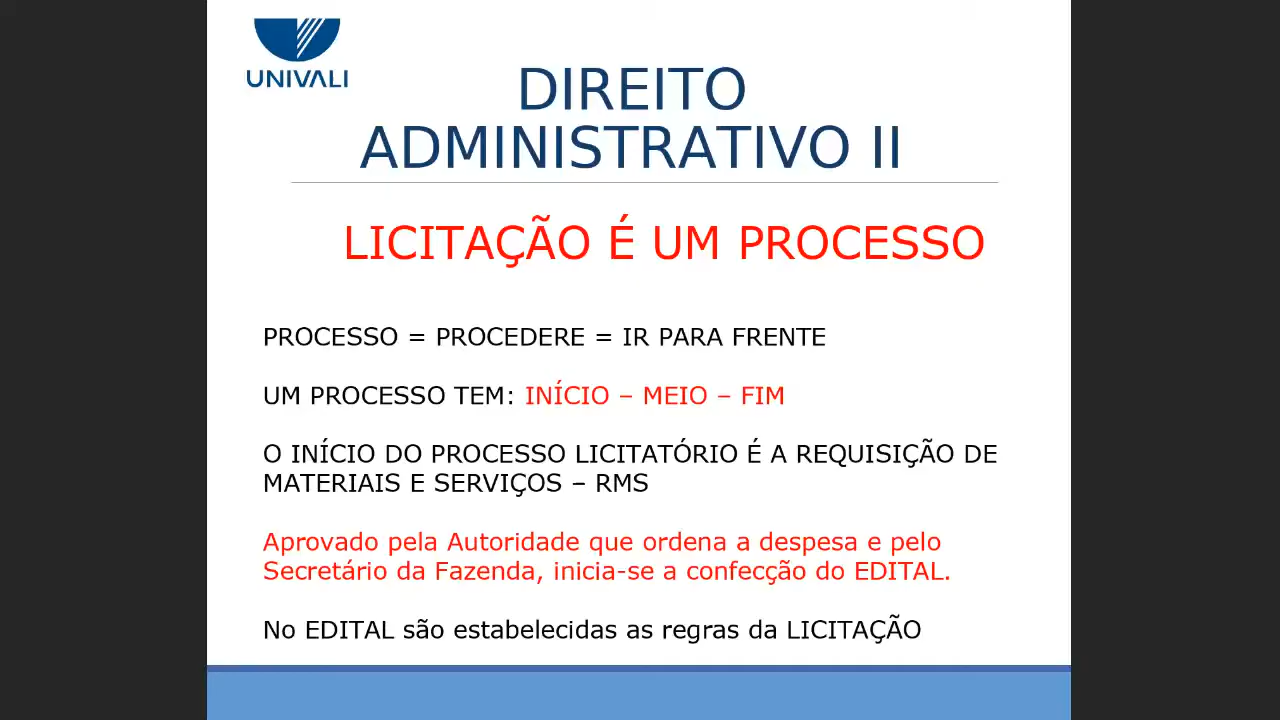 UNIVALI
DIREITO
ADMINISTRATIVO II
LICITAÇÃO É UM PROCESSO
PROCESSO = PROCEDERE = IR PARA FRENTE
UM PROCESSO TEM: INÍCIO – MEIO – FIM
O INÍCIO DO PROCESSO LICITATÓRIO É A REQUISIÇÃO DE
MATERIAIS E SERVIÇOS – RMS
Aprovado pela Autoridade que ordena a despesa e pelo
Secretário da Fazenda, inicia-se a confecção do EDITAL.
No EDITAL são estabelecidas as regras da LICITAÇÃO